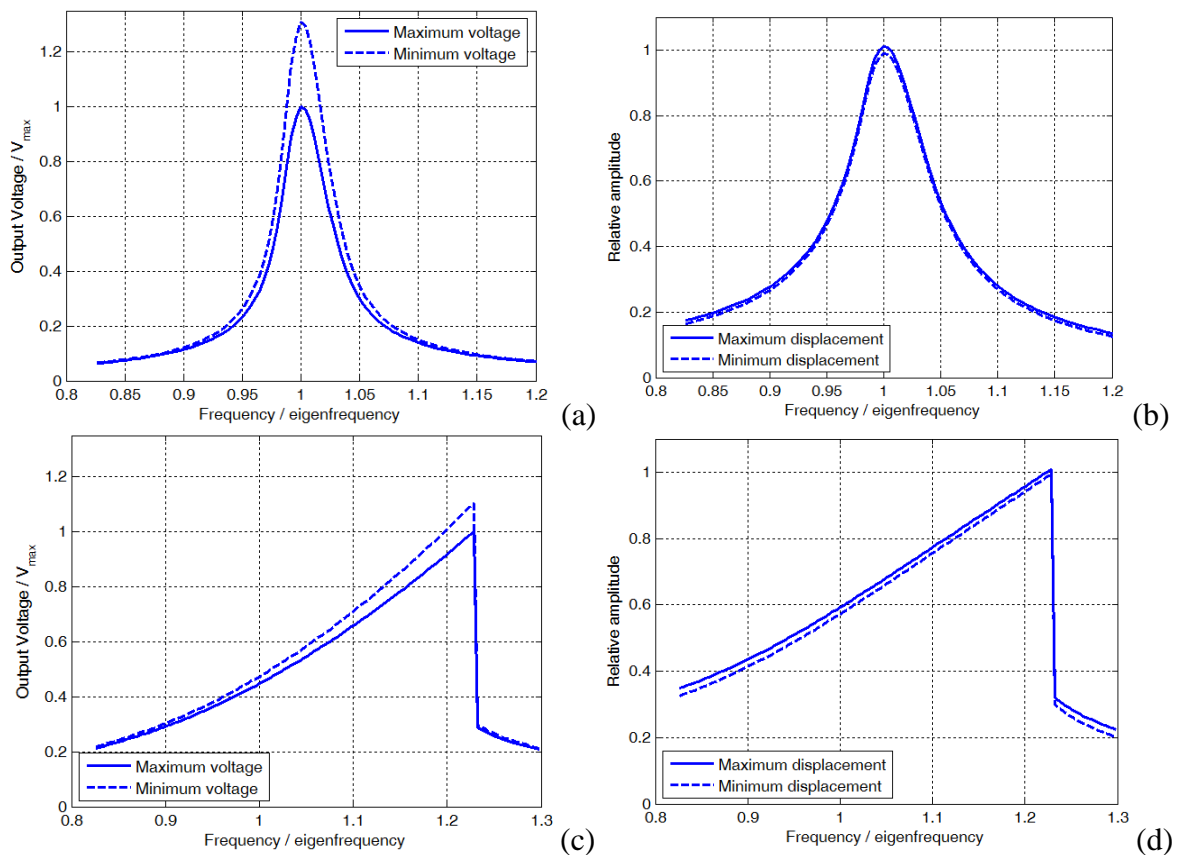 Output Voltage / Vmax
1.2
1
0.8
0.6
0.4
0.2
0
Maximum voltage
Minimum voltage
0.8 0.85 0.9 0.95 1 1.05 1.1 1.15 1.2
Frequency / eigenfrequency
(a)
Relative amplitude
1
0.8
0.6
0.4
0.2
0
Maximum displacement
Minimum displacement
0.8 0.85 0.9 0.95 1 1.05 1.1 1.15 1.2
Frequency / eigenfrequency
(b)
Output Voltage / Vmax
1.2
1
0.8
0.6
0.4
0.2
0
Maximum voltage
Minimum voltage
0.8 0.9 1 1.1 1.2 1.3
Frequency / eigenfrequency
(c)
Relative amplitude
1
0.8
0.6
0.4
0.2
0
Maximum displacement
Minimum displacement
0.8 0.9 1 1.1 1.2 1.3
Frequency / eigenfrequency
(d)